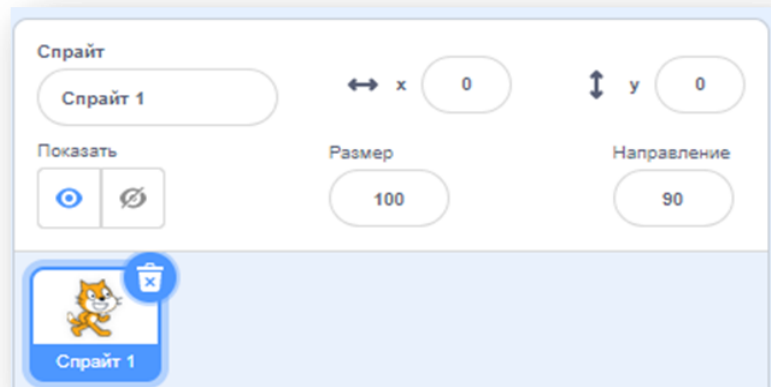 Спрайт
Спрайт 1
x 0
y 0
Показать
Размер
Направление
100
90
Спрайт 1